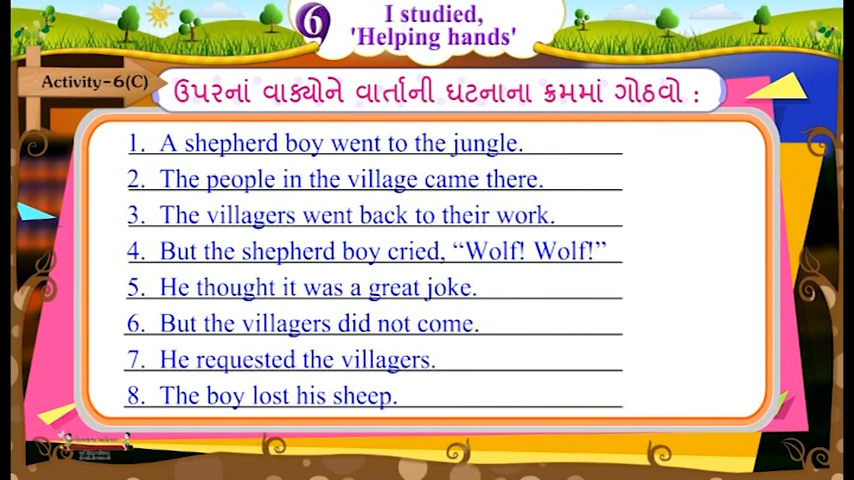 6
I studied,
'Helping hands'
Activity-6(C)
ઉપરનાં વાક્યોને વાર્તાની ઘટનાના ક્રમમાં ગોઠવો :
1. A shepherd boy went to the jungle.
2. The people in the village came there.
3. The villagers went back to their work.
4. But the shepherd boy cried, “Wolf! Wolf!”
5. He thought it was a great joke.
6. But the villagers did not come.
7. He requested the villagers.
8. The boy lost his sheep.